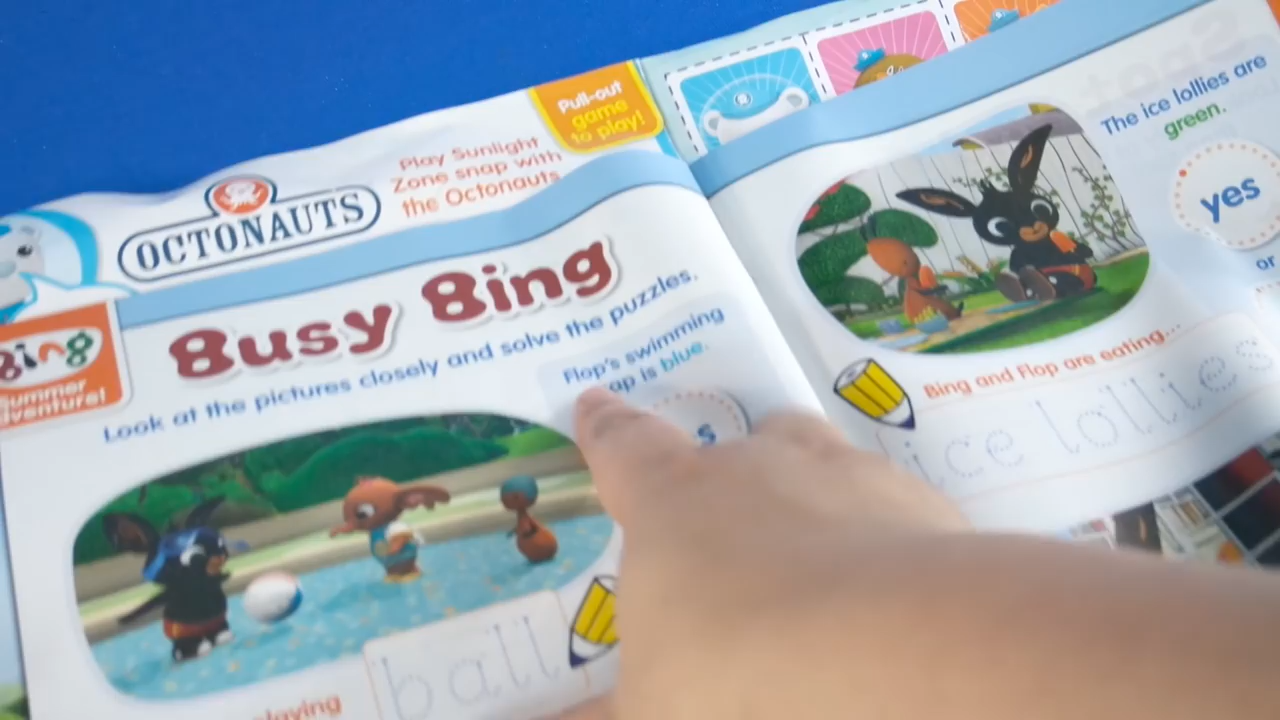 Pull-out
game
to play!
Play Sunlight
Zone snap with
the Octonauts
OCTONAUTS
Busy Bing
Look at the pictures closely and solve the puzzles.
Bing
Summer
Flop's swimming
is blue.
ball
The ice lollies are
green.
yes
or
Bing and Flop are eating...
ice lollies